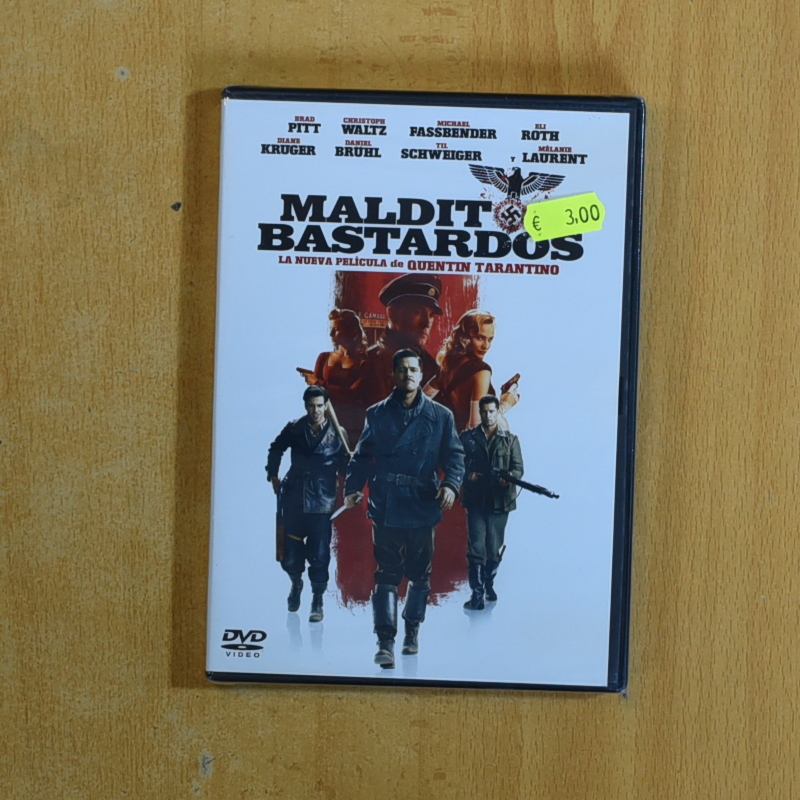 BRAD PITT CHRISTOPH WALTZ MICHAEL FASSBENDER ELI ROTH
DIANE KRUGER DANIEL BRÜHL TIL SCHWEIGER Y MÉLANIE LAURENT
MALDIT
€ 3,00
BASTARDOS
LA NUEVA PELÍCULA de QUENTIN TARANTINO
DVD
VIDEO